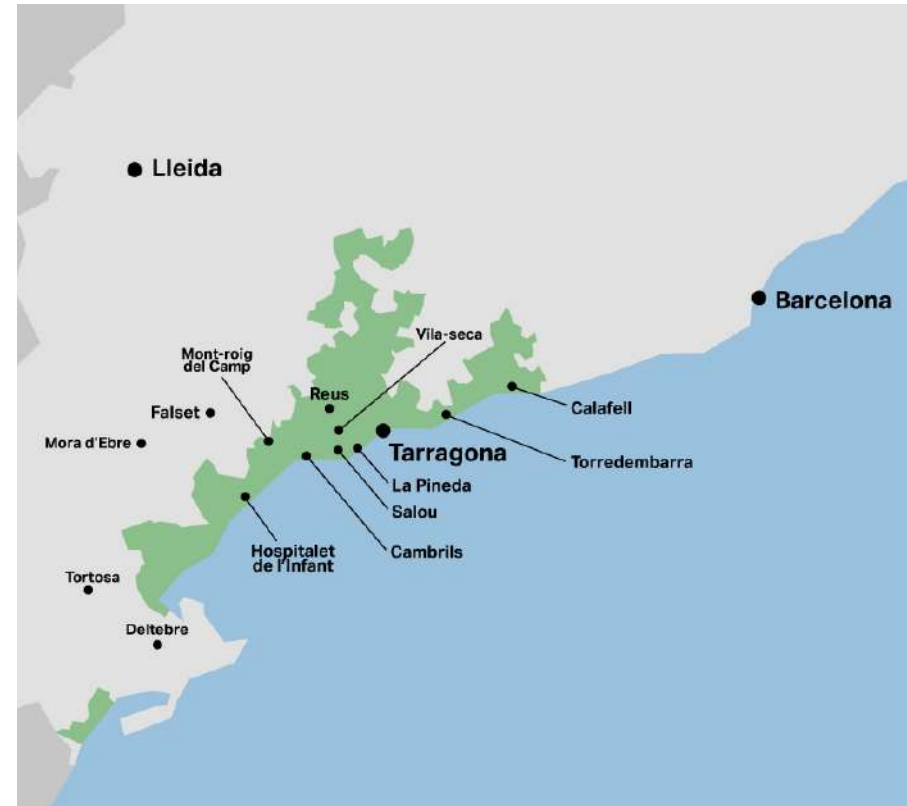 Lleida
Barcelona
Vila-seca
Mont-roig
del Camp
Reus
Calafell
Falset
Mora d'Ebre
Tarragona
Torredembarra
La Pineda
Salou
Hospitalet
de l'Infant
Cambrils
Tortosa
Deltebre